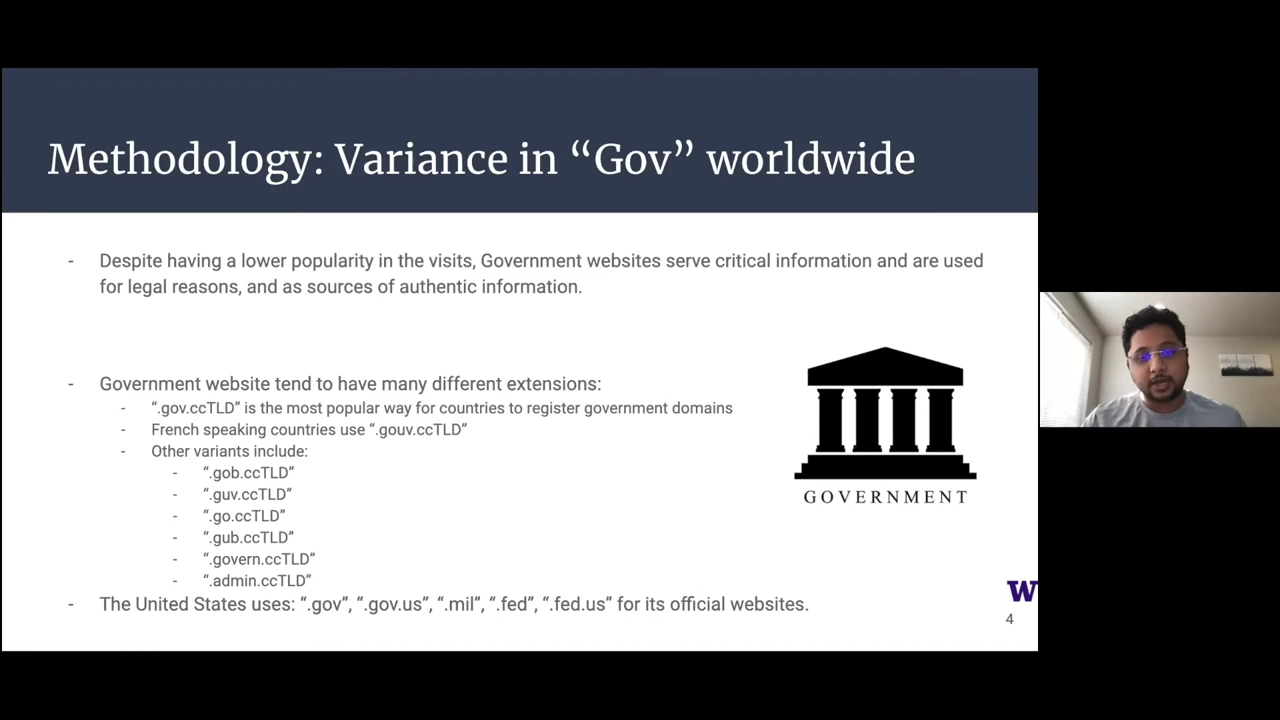 Methodology: Variance in “Gov” worldwide
- Despite having a lower popularity in the visits, Government websites serve critical information and are used
for legal reasons, and as sources of authentic information.
- Government website tend to have many different extensions:
- “.gov.ccTLD” is the most popular way for countries to register government domains
- French speaking countries use “.gouv.ccTLD”
- Other variants include:
- “.gob.ccTLD”
- “.guv.ccTLD”
- “.go.ccTLD”
- “.gub.ccTLD”
- “.govern.ccTLD”
- “.admin.ccTLD”
- The United States uses: “.gov”, “.gov.us”, “.mil”, “.fed”, “.fed.us” for its official websites.
GOVERNMENT
W
4